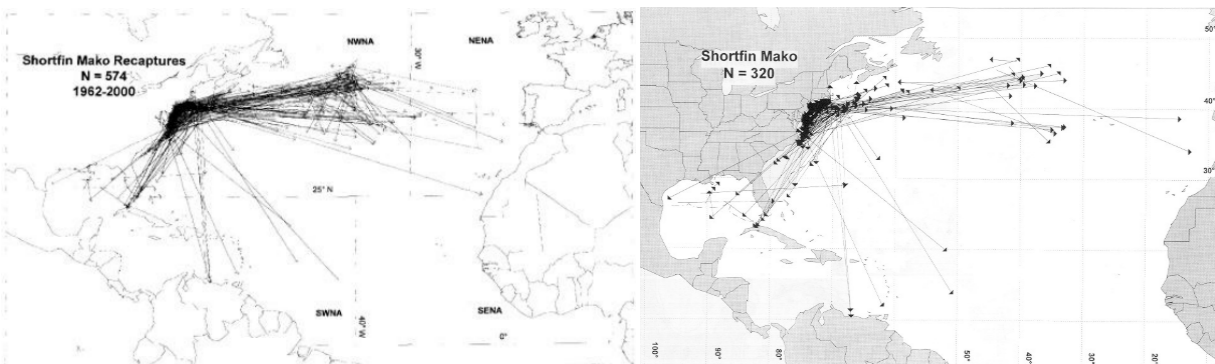 Shortfin Mako Recaptures
N = 574
1962-2000
NWNA
NENA
30° W
25° N
SWNA
SENA
40° W
0°
Shortfin Mako
N = 320
50°
40°
30°
100°
90°
80°
50°
40°
30°
20°